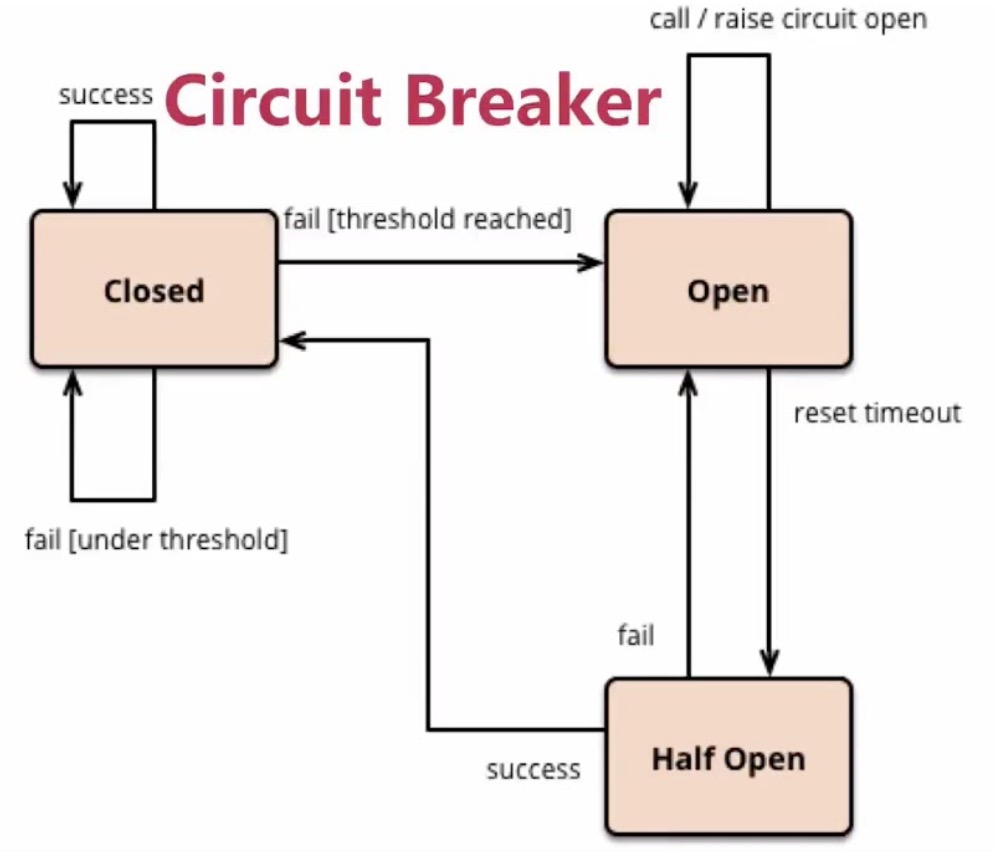 call / raise circuit open
success
Circuit Breaker
fail [threshold reached]
Closed
Open
reset timeout
fail [under threshold]
fail
Half Open
success